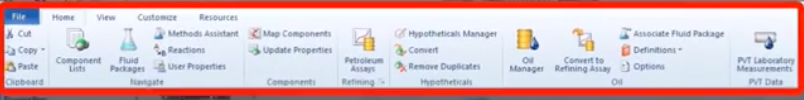 File Home View Customize Resources
Cut Methods Assistant Map Components Hypotheticals Manager Associate Fluid Package
Copy Reactions Update Properties Convert Definitions
Paste Component Lists Fluid Packages User Properties Petroleum Assays Remove Duplicates Oil Manager Convert to Refining Assay Options PVT Laboratory Measurements
Clipboard Navigate Components Refining Hypotheticals Oil PVT Data